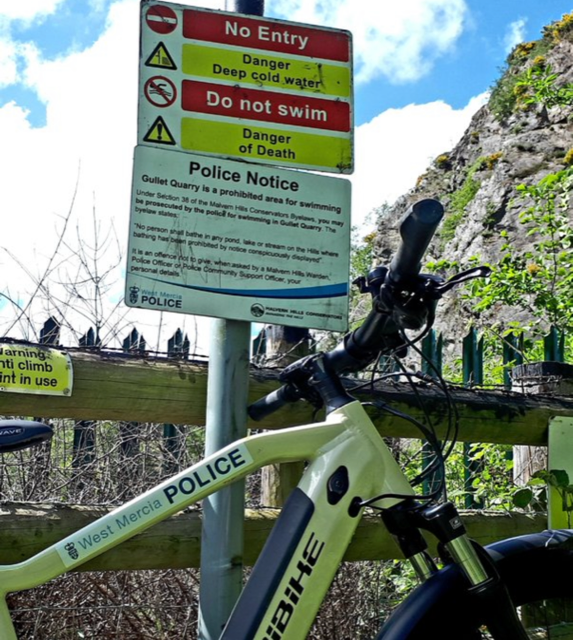 No Entry
Danger
Deep cold water
Do not swim
Danger
of Death
Police Notice
Gullet Quarry is a prohibited area for swimming
Under Section 38 of the Malvern Hills Conservators Byelaws, you may
be prosecuted by the police for swimming in Gullet Quarry. The
byelaw states:
"No person shall bathe in any pond, lake or stream on the Hills where
bathing has been prohibited by notice conspicuously displayed"
It is an offence not to give, when asked by a Malvern Hills Warden,
Police Officer or Police Community Support Officer, your
personal details
West Mercia
POLICE
MALVERN HILLS CONSERVATORS
Warning:
nti climb
int in use
WAVE
West Mercia POLICE
iBIKE